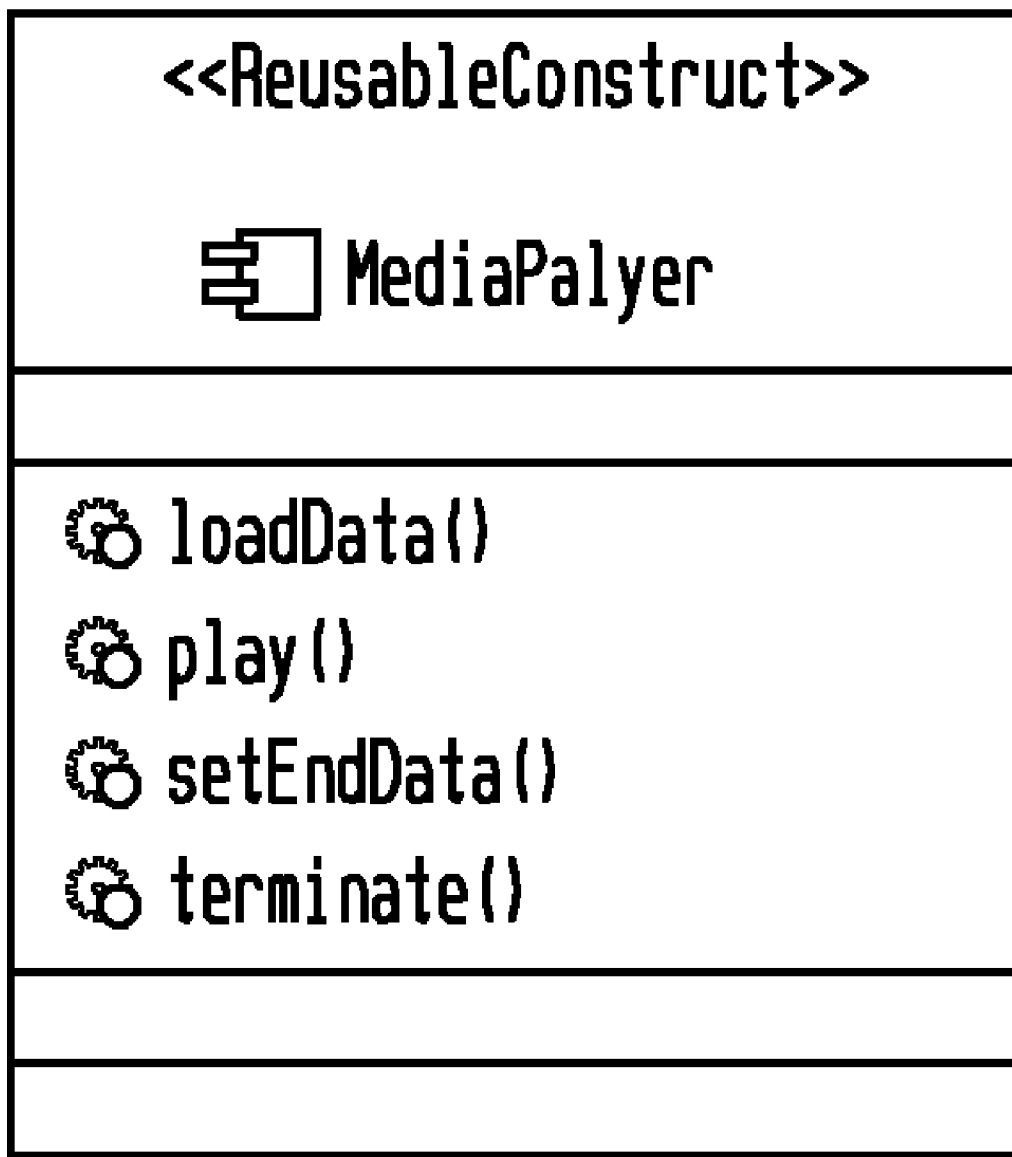 <<ReusableConstruct>>
MediaPalyer
loadData()
play()
setEndData()
terminate()